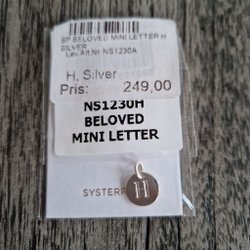 SP BELOVED MINI LETTER H
SILVER
Lev.Art.Nr: NS1230A
H, Silver
Pris: 249,00
NS1230H
BELOVED
MINI LETTER
SYSTERP
H